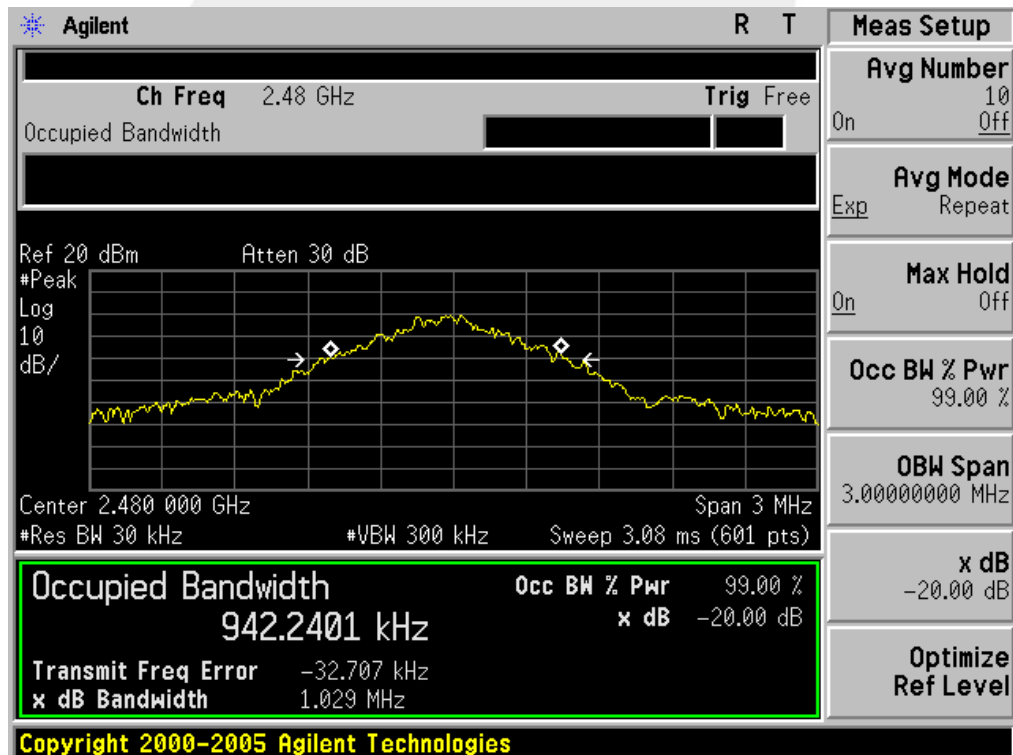 Agilent R T
Ch Freq 2.48 GHz Trig Free
Occupied Bandwidth
Ref 20 dBm Atten 30 dB
#Peak
Log
10
dB/
Center 2.480 000 GHz Span 3 MHz
#Res BW 30 kHz #VBW 300 kHz Sweep 3.08 ms (601 pts)
Occupied Bandwidth Occ BW % Pwr 99.00 %
942.2401 kHz x dB -20.00 dB
Transmit Freq Error -32.707 kHz
x dB Bandwidth 1.029 MHz
Copyright 2000-2005 Agilent Technologies
Meas Setup
Avg Number
10
On Off
Avg Mode
Exp Repeat
Max Hold
On Off
Occ BW % Pwr
99.00 %
OBW Span
3.00000000 MHz
x dB
-20.00 dB
Optimize
Ref Level